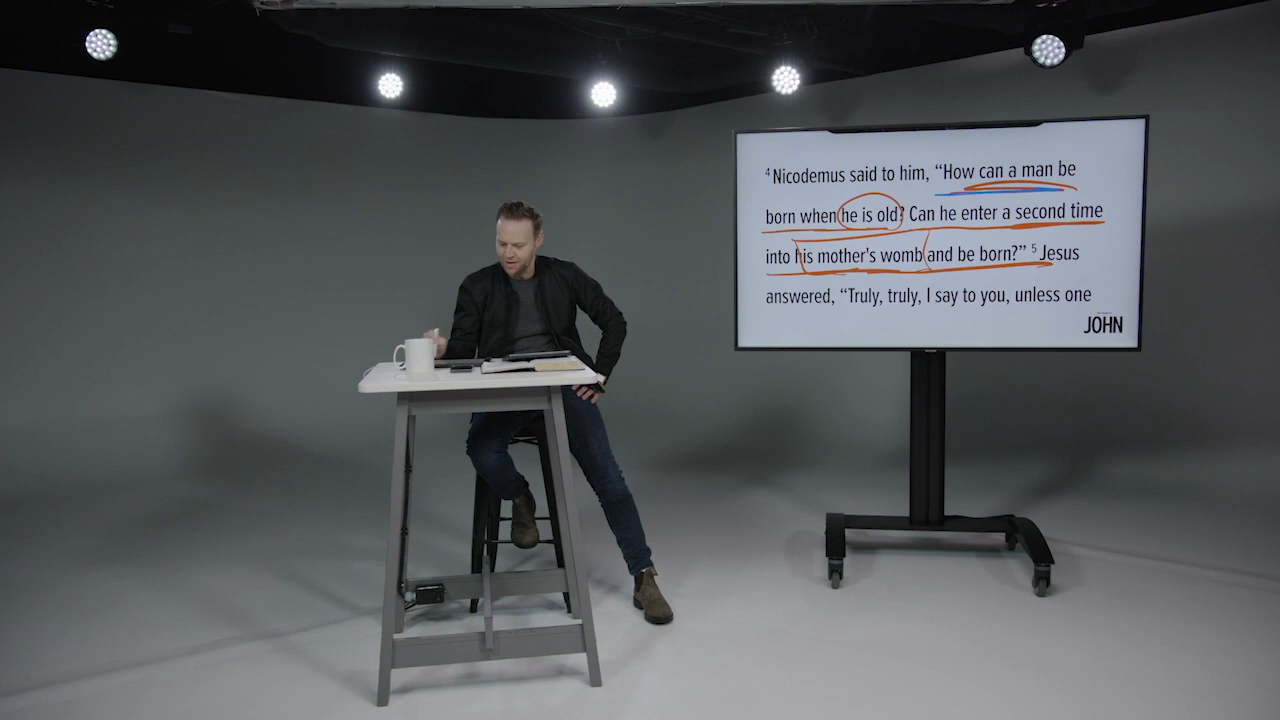 4 Nicodemus said to him, “How can a man be
born when he is old? Can he enter a second time
into his mother's womb and be born?” 5 Jesus
answered, “Truly, truly, I say to you, unless one
JOHN